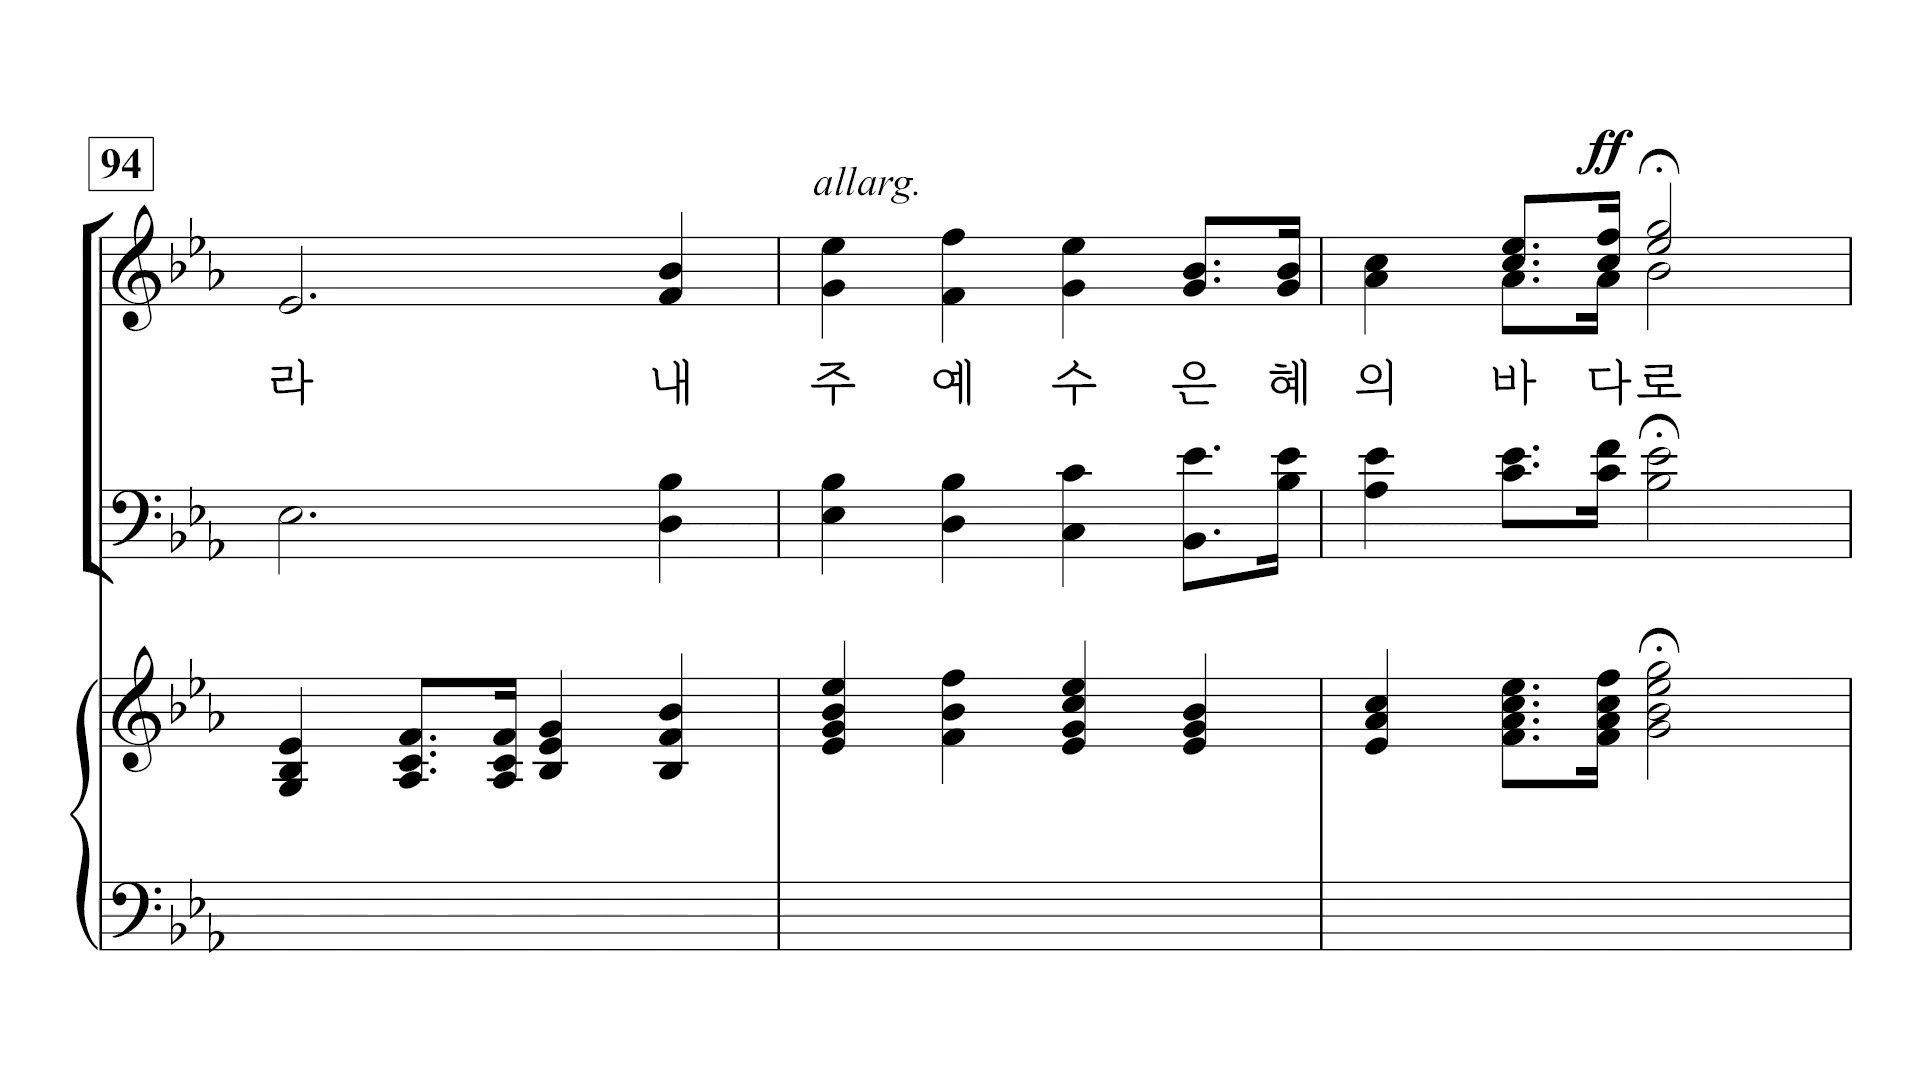 94
allarg.
ff
라 내 주 예 수 은 혜 의 바 다 로